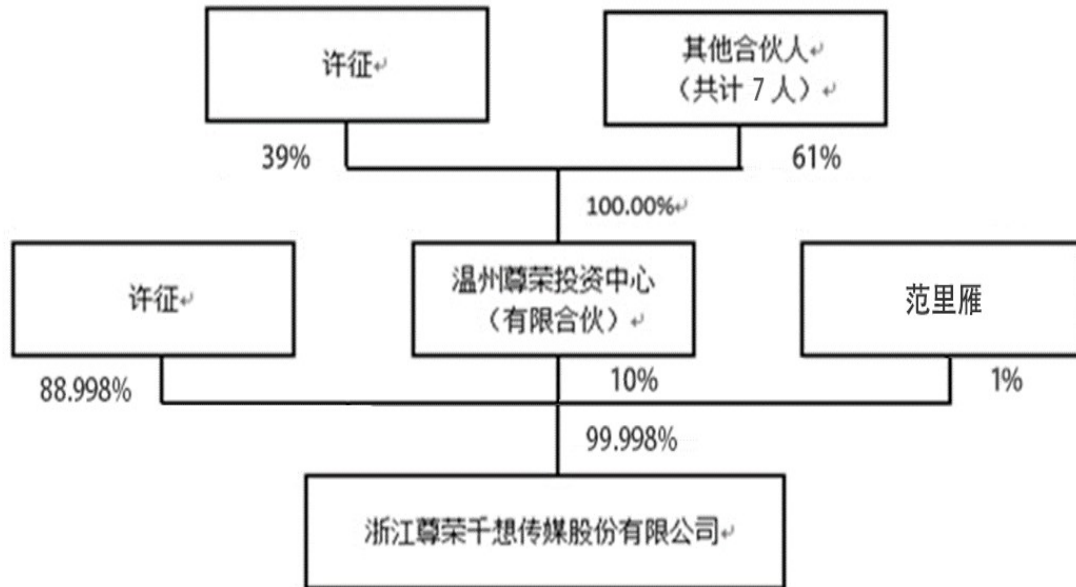 许征
其他合伙人
（共计 7 人）
39%
61%
100.00%
许征
温州尊荣投资中心
（有限合伙）
范里雁
88.998%
10%
1%
99.998%
浙江尊荣千想传媒股份有限公司